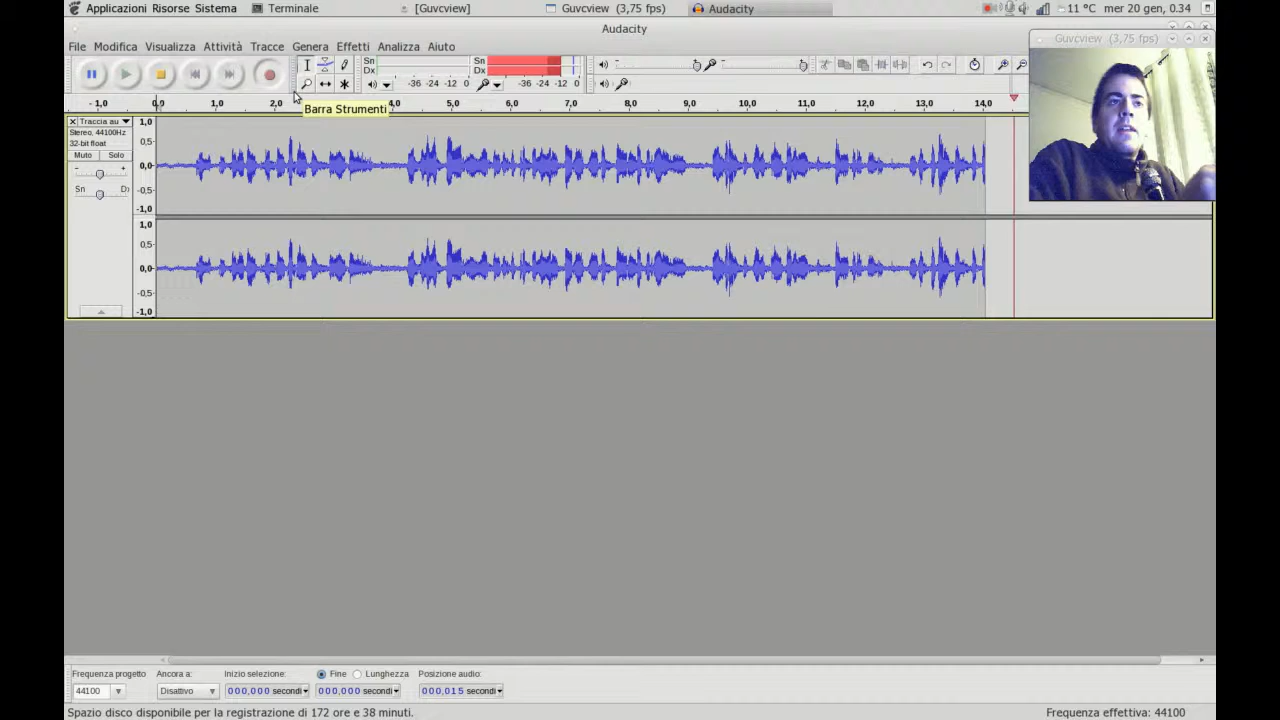 Applicazioni Risorse Sistema Terminale [Guvcview] Guvcview (3,75 fps) Audacity 11 °C mer 20 gen, 0.34
Audacity
Guvcview (3,75 fps)
File Modifica Visualizza Attività Tracce Genera Effetti Analizza Aiuto
Sn Sn
Dx Dx
-36 -24 -12 0 -36 -24 -12 0
- 1,0 0,0 1,0 2,0 4,0 5,0 6,0 7,0 8,0 9,0 10,0 11,0 12,0 13,0 14,0
Barra Strumenti
Traccia au 1,0
Stereo, 44100Hz
32-bit float 0,5
Muto Solo
- + 0,0
Sn D
-0,5
-1,0
1,0
0,5
0,0
-0,5
-1,0
Frequenza progetto Ancora a: Inizio selezione: Fine Lunghezza Posizione audio:
44100 Disattivo 000,000 secondi 000,000 secondi 000,015 secondi
Spazio disco disponibile per la registrazione di 172 ore e 38 minuti. Frequenza effettiva: 44100